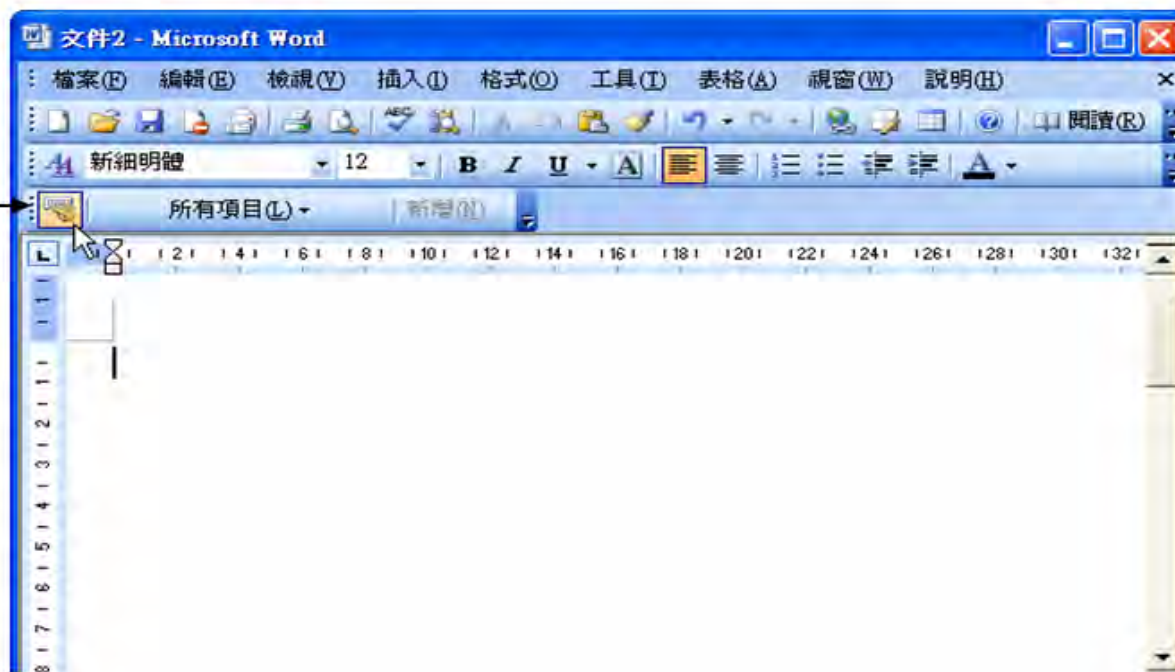 文件2 - Microsoft Word
檔案(F) 編輯(E) 檢視(V) 插入(I) 格式(O) 工具(T) 表格(A) 視窗(W) 說明(H)
ABC 閱讀(R)
新細明體 12 B I U A A
所有項目(L) 新增(N)
2 4 6 8 10 12 14 16 18 20 22 24 26 28 30 32
1
1
2
3
4
5
6
7
8